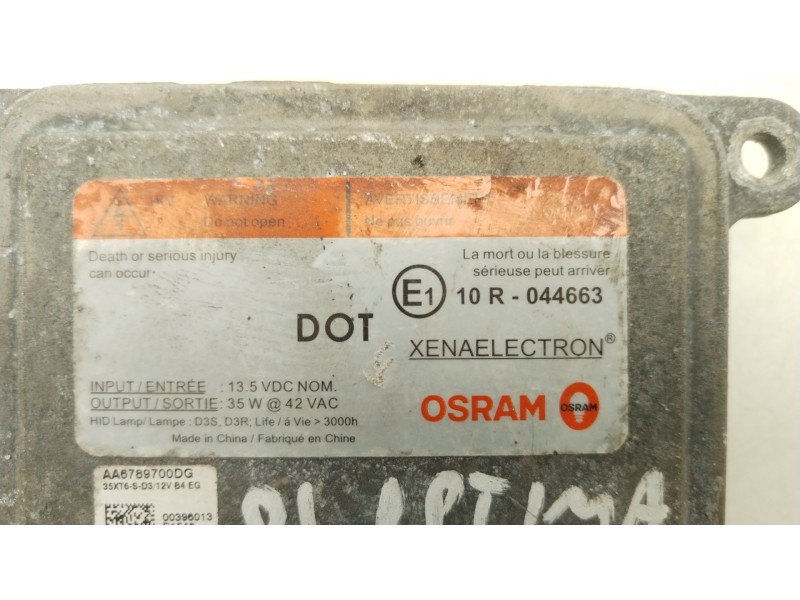 WARNING
AVERTISSEMENT
Do not open
Ne pas ouvrir
Death or serious injury
can occur
La mort ou la blessure
sérieuse peut arriver
E1 10 R - 044663
DOT
XENAELECTRON®
INPUT/ENTRÉE : 13.5 VDC NOM.
OUTPUT/SORTIE: 35 W @ 42 VAC
HID Lamp/ Lampe : D3S, D3R; Life / á Vie > 3000h
Made in China / Fabriqué en Chine
OSRAM OSRAM
AA6789700DG
35XT6-S-D3/12V B4 EG
00396013
OPTIMA